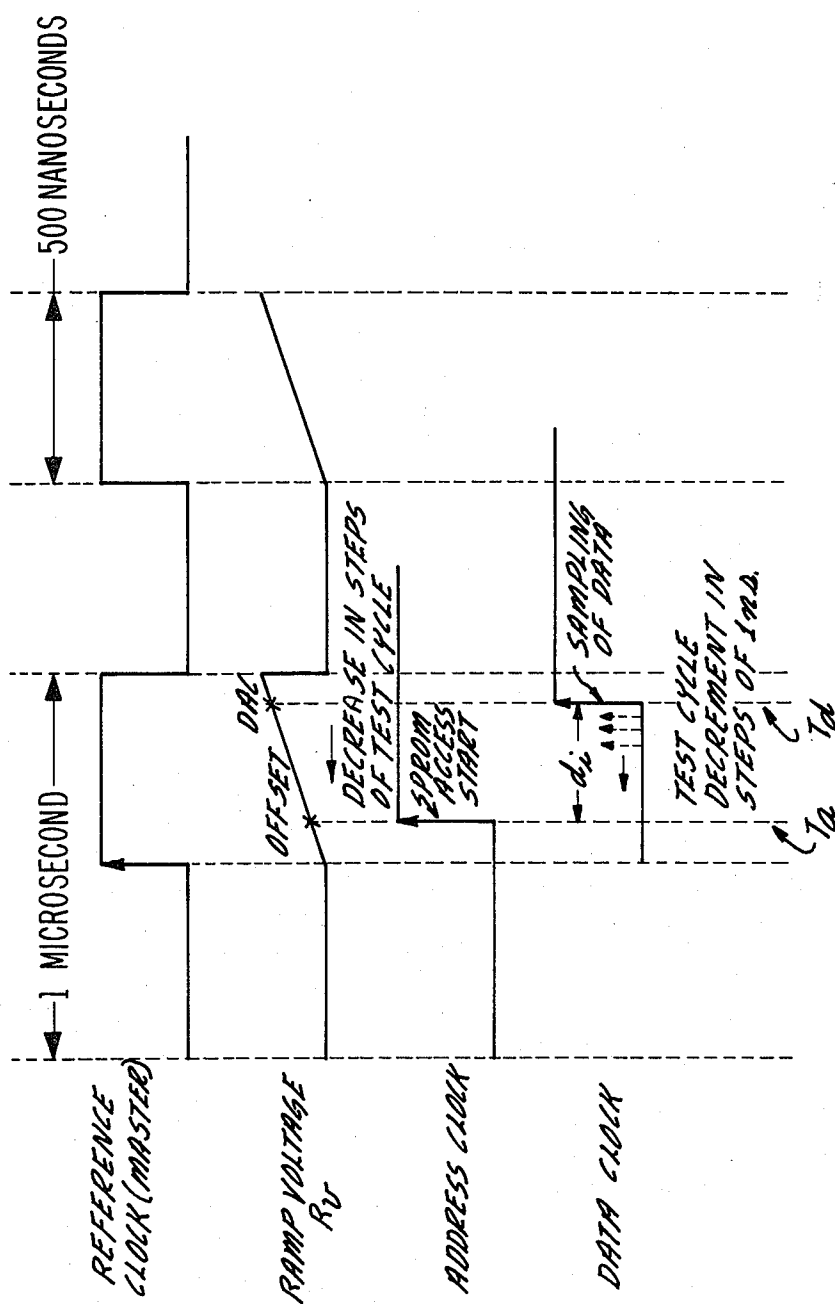 1 MICROSECOND
500 NANOSECONDS
REFERENCE
CLOCK (MASTER)
RAMP VOLTAGE
Rv
OFFSET
DAC
DECREASE IN STEPS
OF TEST CYCLE
ADDRESS CLOCK
SPROM
ACCESS
START
DATA CLOCK
di
SAMPLING
OF DATA
TEST CYCLE
DECREMENT IN
STEPS OF 1 n.s.
Ta
Td